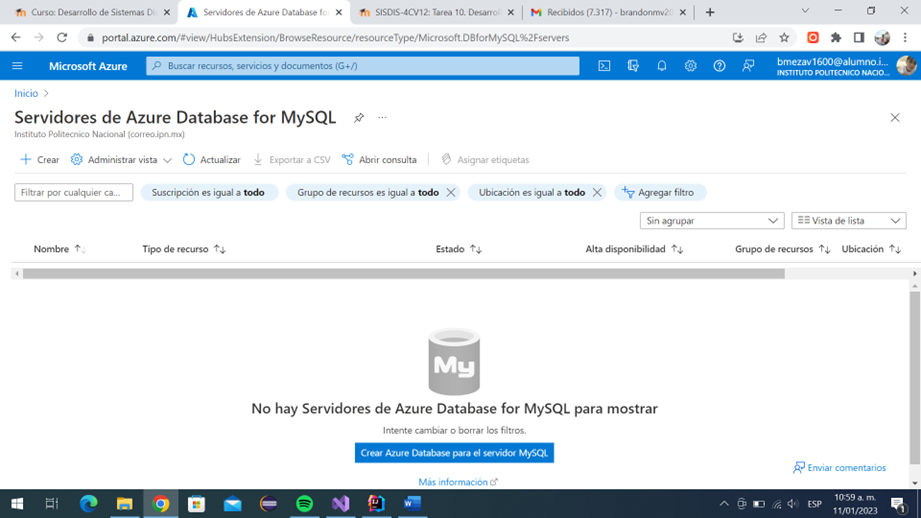 Curso: Desarrollo de Sistemas Dis
Servidores de Azure Database for
SISDIS-4CV12: Tarea 10. Desarrol
Recibidos (7.317) - brandonmv20
portal.azure.com/#view/HubsExtension/BrowseResource/resourceType/Microsoft.DBforMySQL%2Fservers
Microsoft Azure
Buscar recursos, servicios y documentos (G+/)
bmezav1600@alumno.i...
INSTITUTO POLITECNICO NACIO...
Inicio
Servidores de Azure Database for MySQL
Instituto Politecnico Nacional (correo.ipn.mx)
Crear
Administrar vista
Actualizar
Exportar a CSV
Abrir consulta
Asignar etiquetas
Filtrar por cualquier ca...
Suscripción es igual a todo
Grupo de recursos es igual a todo
Ubicación es igual a todo
Agregar filtro
Sin agrupar
Vista de lista
Nombre
Tipo de recurso
Estado
Alta disponibilidad
Grupo de recursos
Ubicación
My
No hay Servidores de Azure Database for MySQL para mostrar
Intente cambiar o borrar los filtros.
Crear Azure Database para el servidor MySQL
Más información
Enviar comentarios
ESP
10:59 a. m.
11/01/2023
1